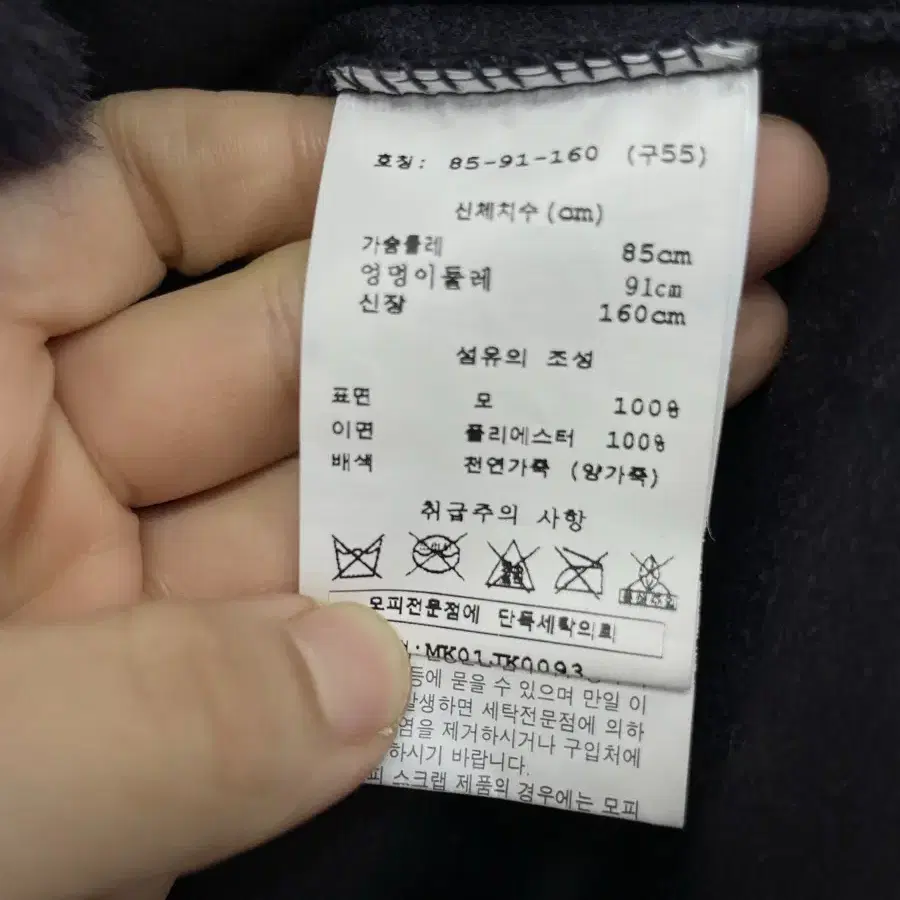 호칭: 85-91-160 (구55)
신체치수(cm)
가슴둘레 85cm
엉덩이둘레 91cm
신장 160cm
섬유의 조성
표면 모 100%
이면 폴리에스터 100%
배색 천연가죽 (양가죽)
취급주의 사항
모피전문점에 단독세탁의뢰
MK01JK0093
등에 묻을 수 있으며 만일 이
발생하면 세탁전문점에 의하
염을 제거하시거나 구입처에
하시기 바랍니다.
피 스크랩 제품의 경우에는 모피